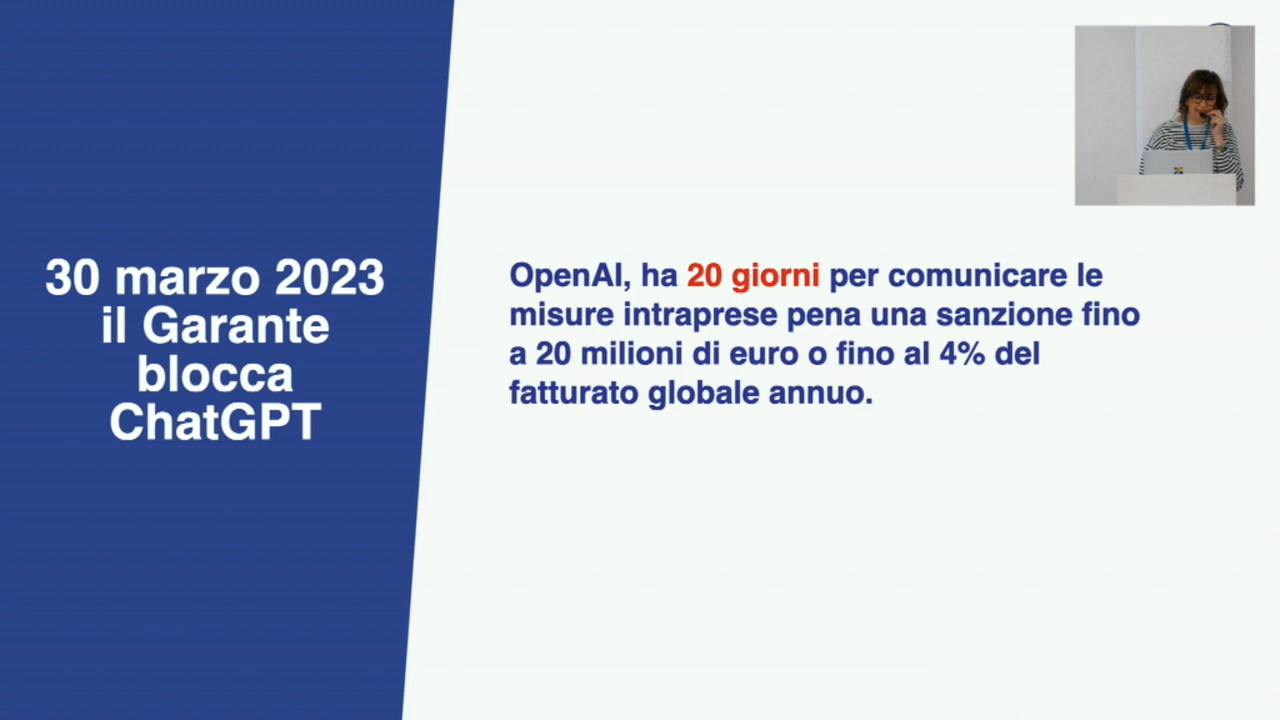 30 marzo 2023
il Garante
blocca
ChatGPT
OpenAI, ha 20 giorni per comunicare le
misure intraprese pena una sanzione fino
a 20 milioni di euro o fino al 4% del
fatturato globale annuo.